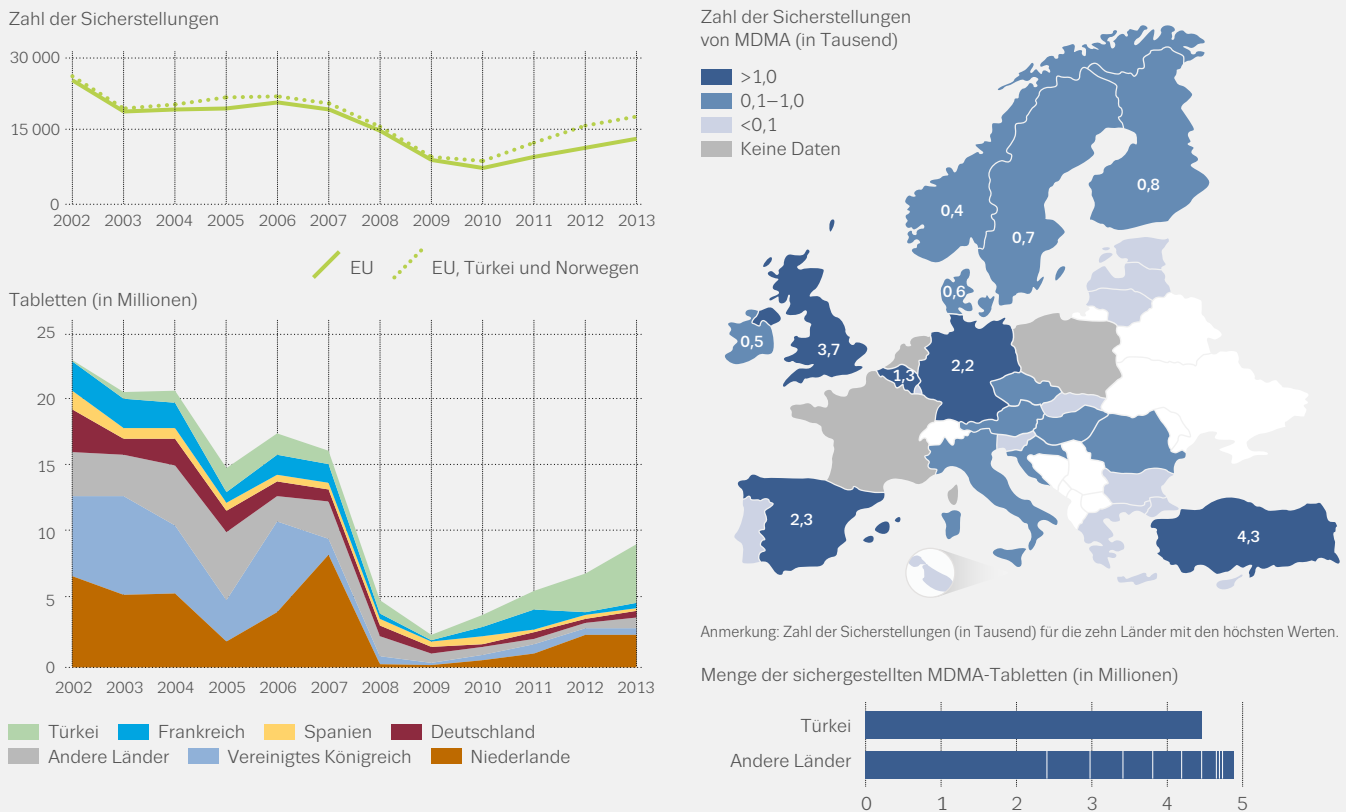 Zahl der Sicherstellungen
30 000
15 000
0
2002 2003 2004 2005 2006 2007 2008 2009 2010 2011 2012 2013
EU EU, Türkei und Norwegen
Tabletten (in Millionen)
25
20
15
10
5
0
2002 2003 2004 2005 2006 2007 2008 2009 2010 2011 2012 2013
Türkei Frankreich Spanien Deutschland
Andere Länder Vereinigtes Königreich Niederlande
Zahl der Sicherstellungen
von MDMA (in Tausend)
>1,0
0,1–1,0
<0,1
Keine Daten
0,8
0,4
0,7
0,6
0,5
3,7
2,2
1,3
2,3
4,3
Anmerkung: Zahl der Sicherstellungen (in Tausend) für die zehn Länder mit den höchsten Werten.
Menge der sichergestellten MDMA-Tabletten (in Millionen)
Türkei
Andere Länder
0 1 2 3 4 5